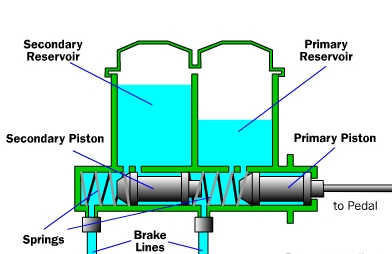 Secondary
Reservoir
Primary
Reservoir
Secondary Piston
Primary Piston
to Pedal
Springs
Brake
Lines